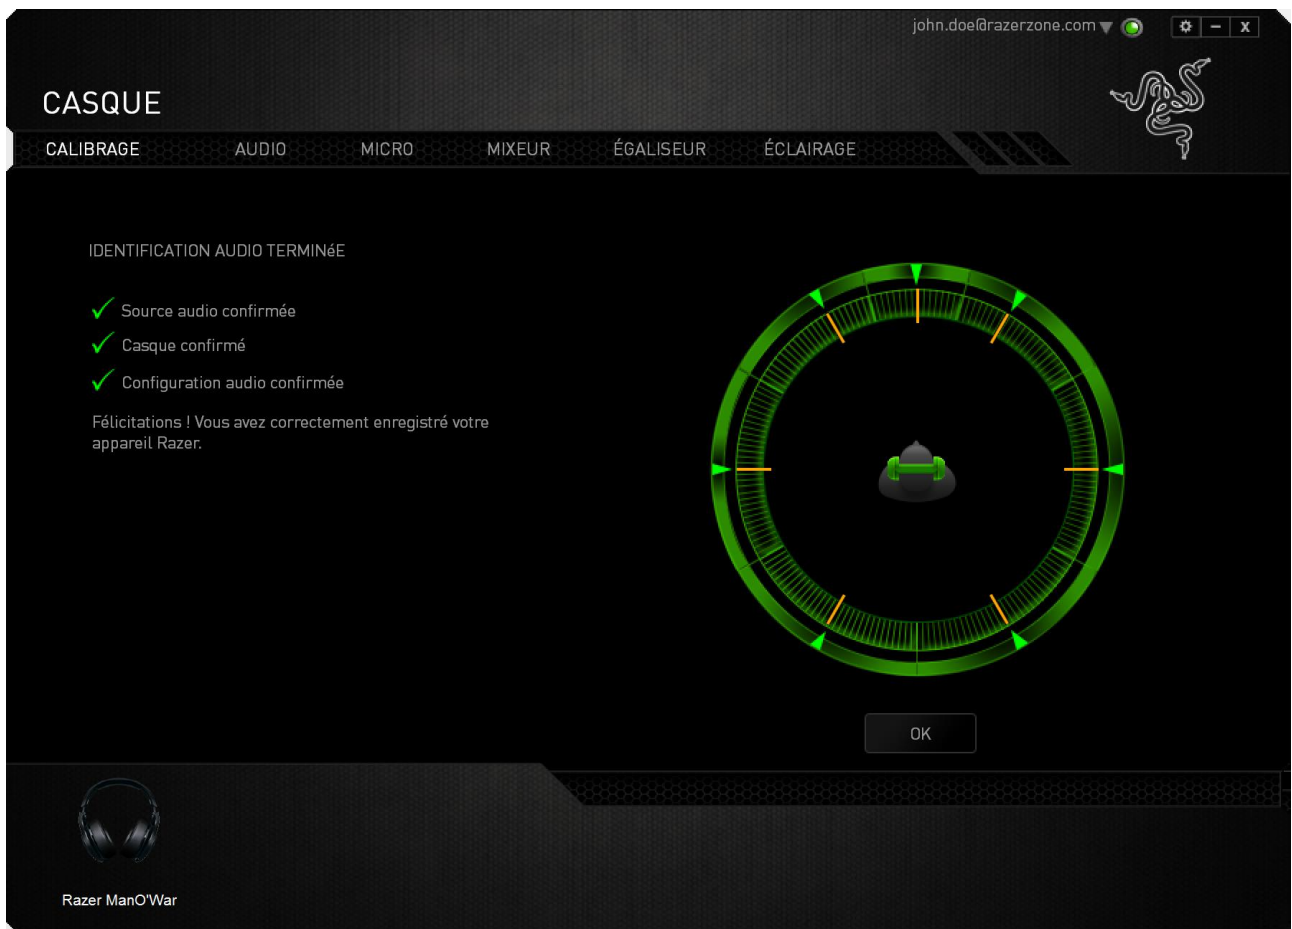 john.doe@razerzone.com
X
CASQUE
CALIBRAGE AUDIO MICRO MIXEUR ÉGALISEUR ÉCLAIRAGE
IDENTIFICATION AUDIO TERMINéE
Source audio confirmée
Casque confirmé
Configuration audio confirmée
Félicitations ! Vous avez correctement enregistré votre
appareil Razer.
OK
Razer ManO'War